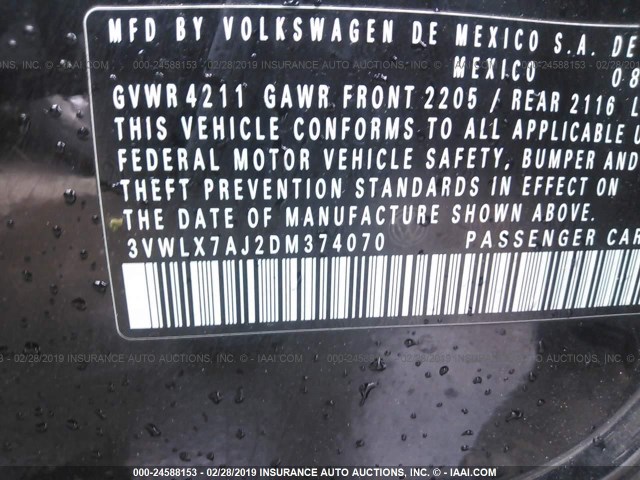 MFD BY VOLKSWAGEN DE MEXICO S.A. DE
MEXICO 08
GVWR 4211 GAWR FRONT 2205 / REAR 2116 L
THIS VEHICLE CONFORMS TO ALL APPLICABLE U
FEDERAL MOTOR VEHICLE SAFETY, BUMPER AND
THEFT PREVENTION STANDARDS IN EFFECT ON
THE DATE OF MANUFACTURE SHOWN ABOVE.
3VWLX7AJ2DM374070 PASSENGER CAR
000-24588153 - 02/28/2019 INSURANCE AUTO AUCTIONS, INC. © - IAAI.COM